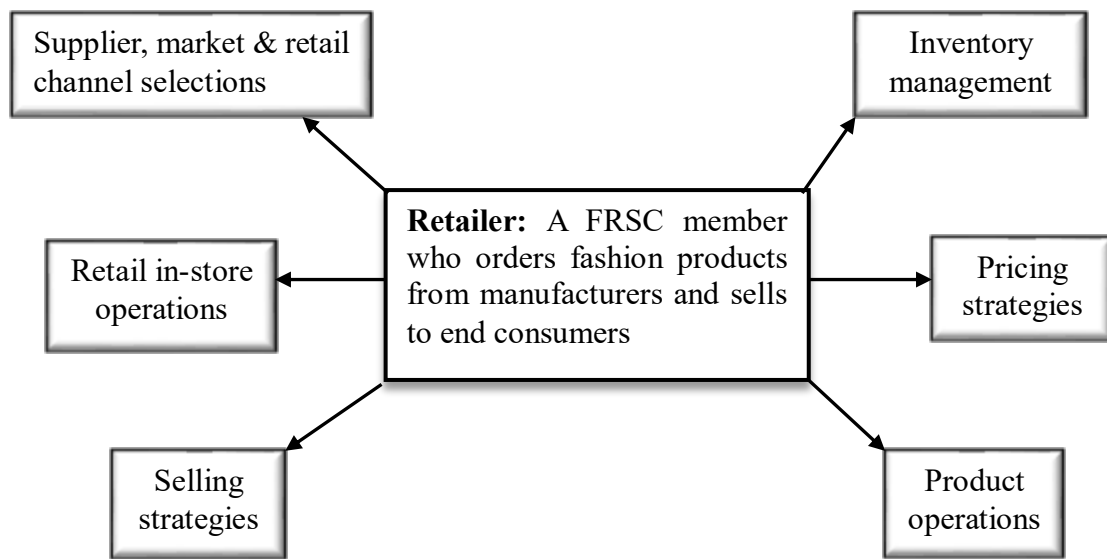 Supplier, market & retail
channel selections
Inventory
management
Retailer: A FRSC member
who orders fashion products
from manufacturers and sells
to end consumers
Retail in-store
operations
Pricing
strategies
Selling
strategies
Product
operations